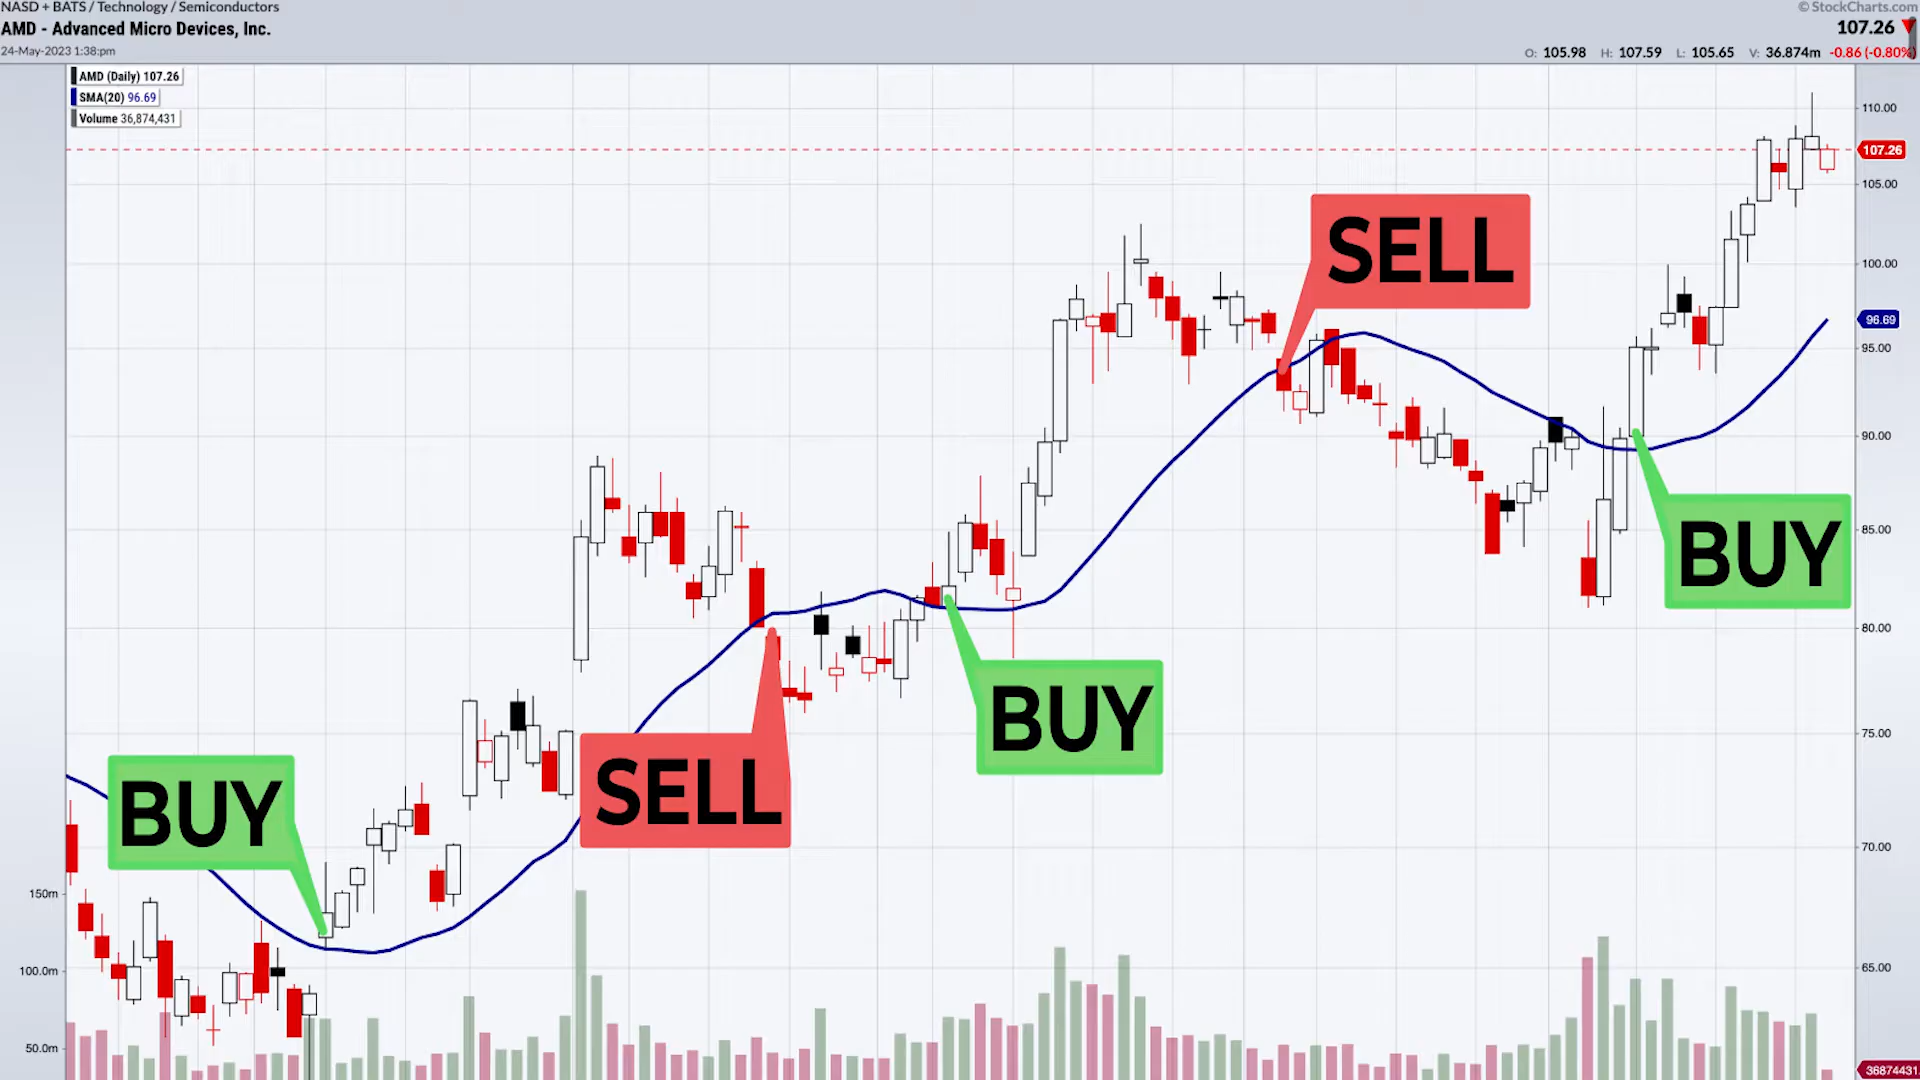 NASD + BATS / Technology / Semiconductors
© StockCharts.com
AMD - Advanced Micro Devices, Inc.
107.26
24-May-2023 1:38pm
O: 105.98 H: 107.59 L: 105.65 V: 36.874m -0.86 (-0.80%)
AMD (Daily) 107.26
SMA(20) 96.69
Volume 36,874,431
110.00
107.26
105.00
100.00
96.69
95.00
90.00
85.00
80.00
75.00
70.00
65.00
SELL
BUY
BUY
SELL
BUY
150m
100.0m
50.0m
36874431